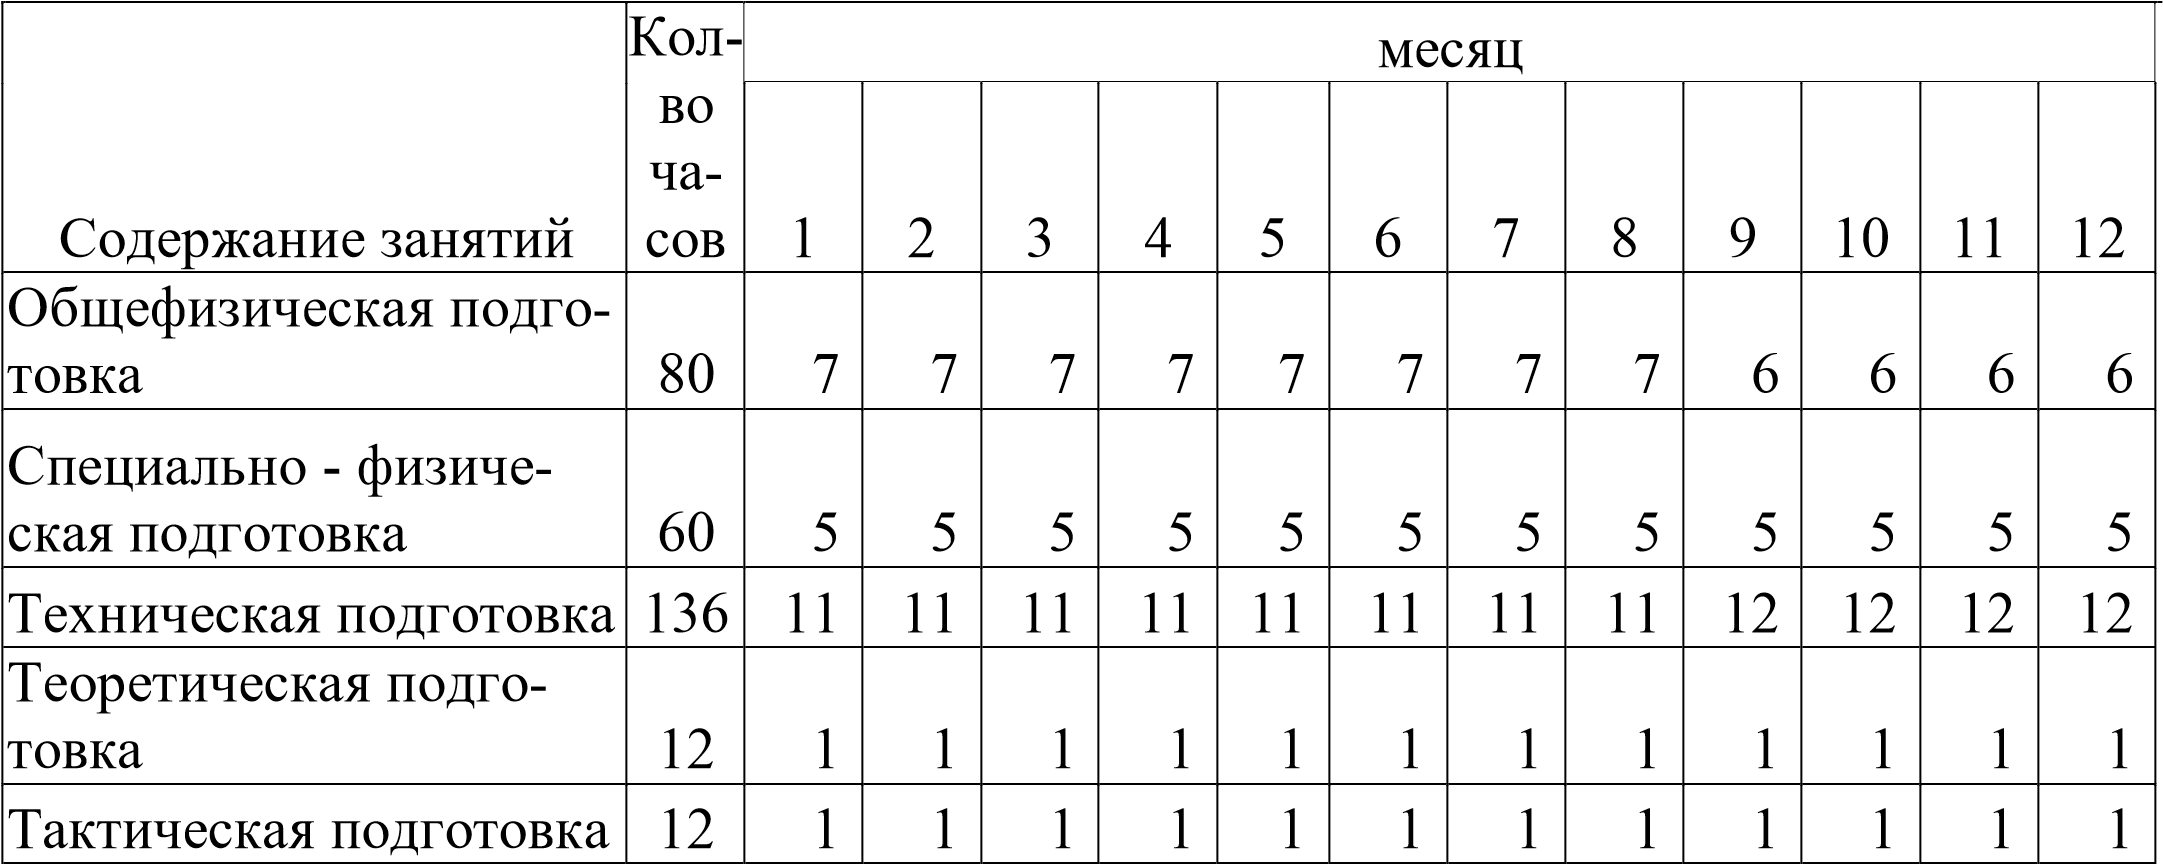 Кол-
месяц
во
ча-
Содержание занятий сов 1 2 3 4 5 6 7 8 9 10 11 12
Общефизическая подго-
товка 80 7 7 7 7 7 7 7 7 6 6 6 6
Специально - физиче-
ская подготовка 60 5 5 5 5 5 5 5 5 5 5 5 5
Техническая подготовка 136 11 11 11 11 11 11 11 11 12 12 12 12
Теоретическая подго-
товка 12 1 1 1 1 1 1 1 1 1 1 1 1
Тактическая подготовка 12 1 1 1 1 1 1 1 1 1 1 1 1